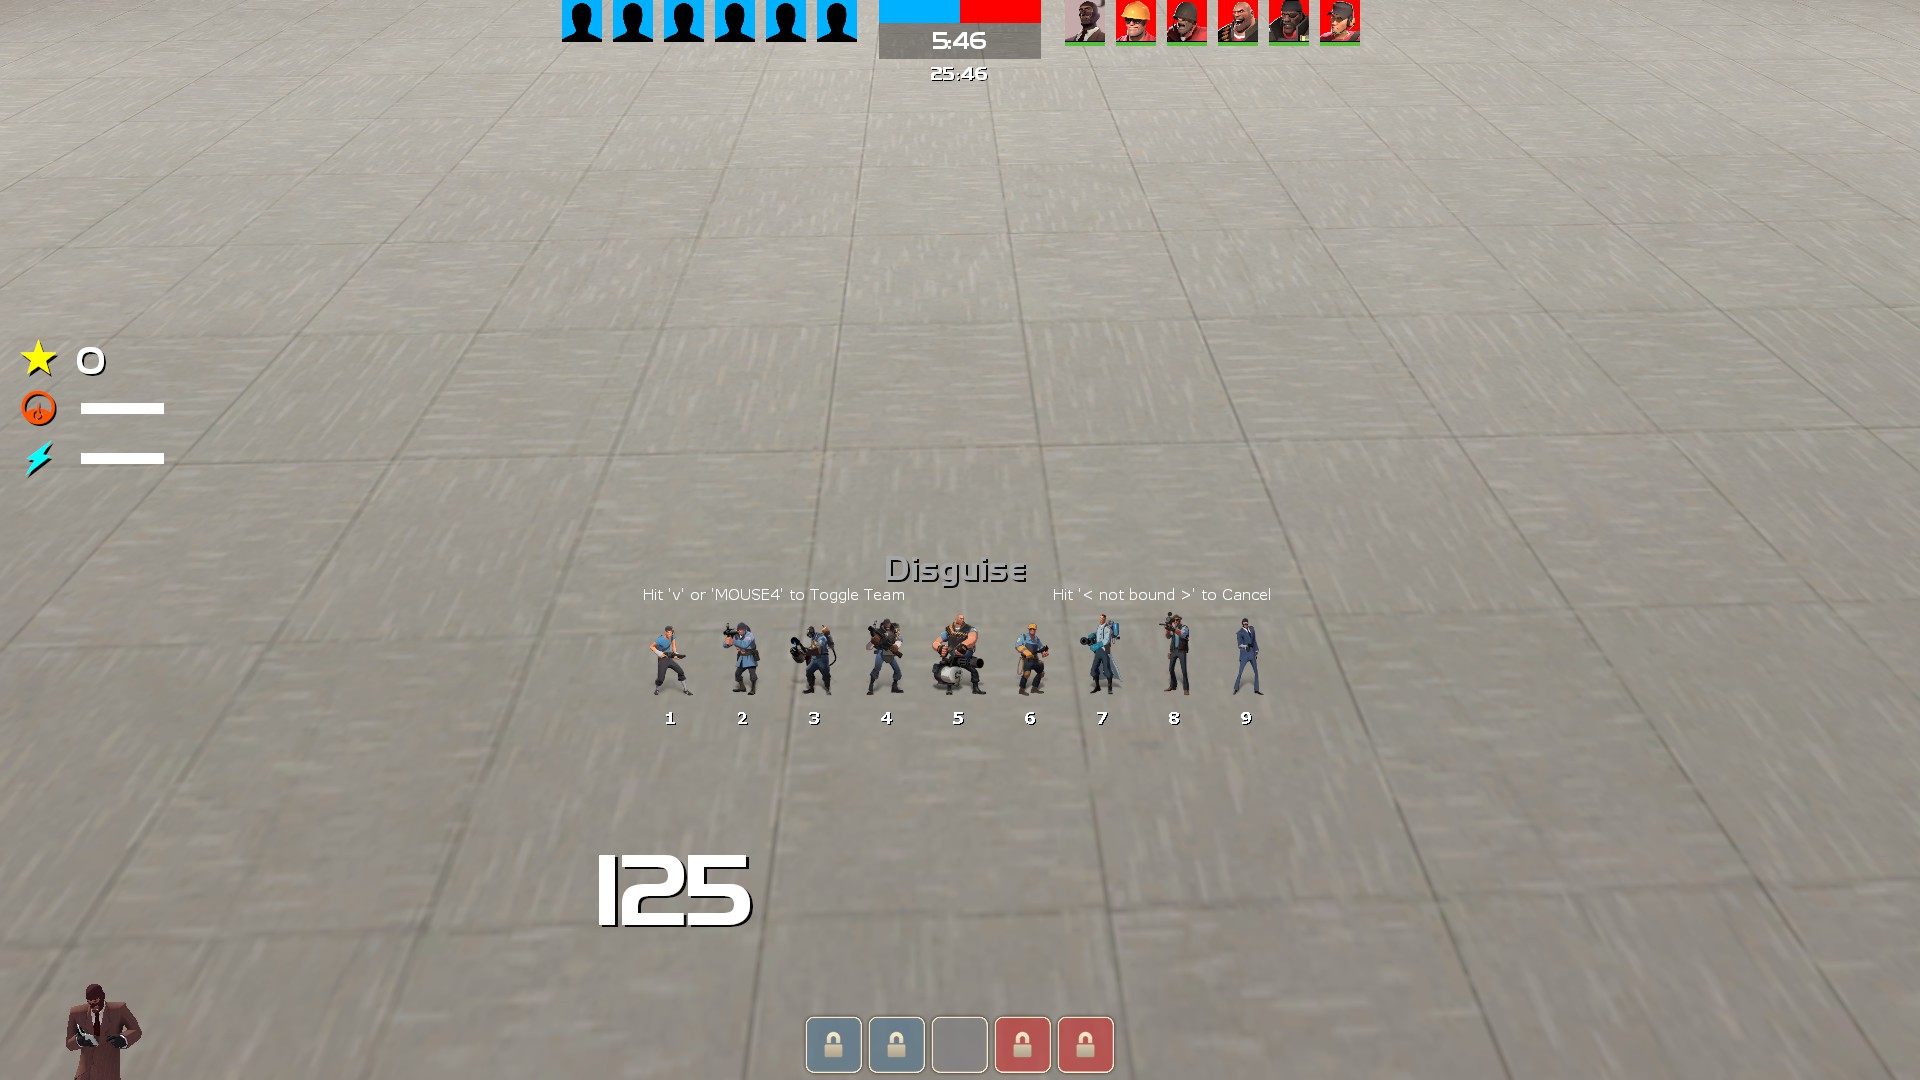 5:46
25:46
0
Disguise
Hit 'v' or 'MOUSE4' to Toggle Team
Hit '< not bound >' to Cancel
1 2 3 4 5 6 7 8 9
125